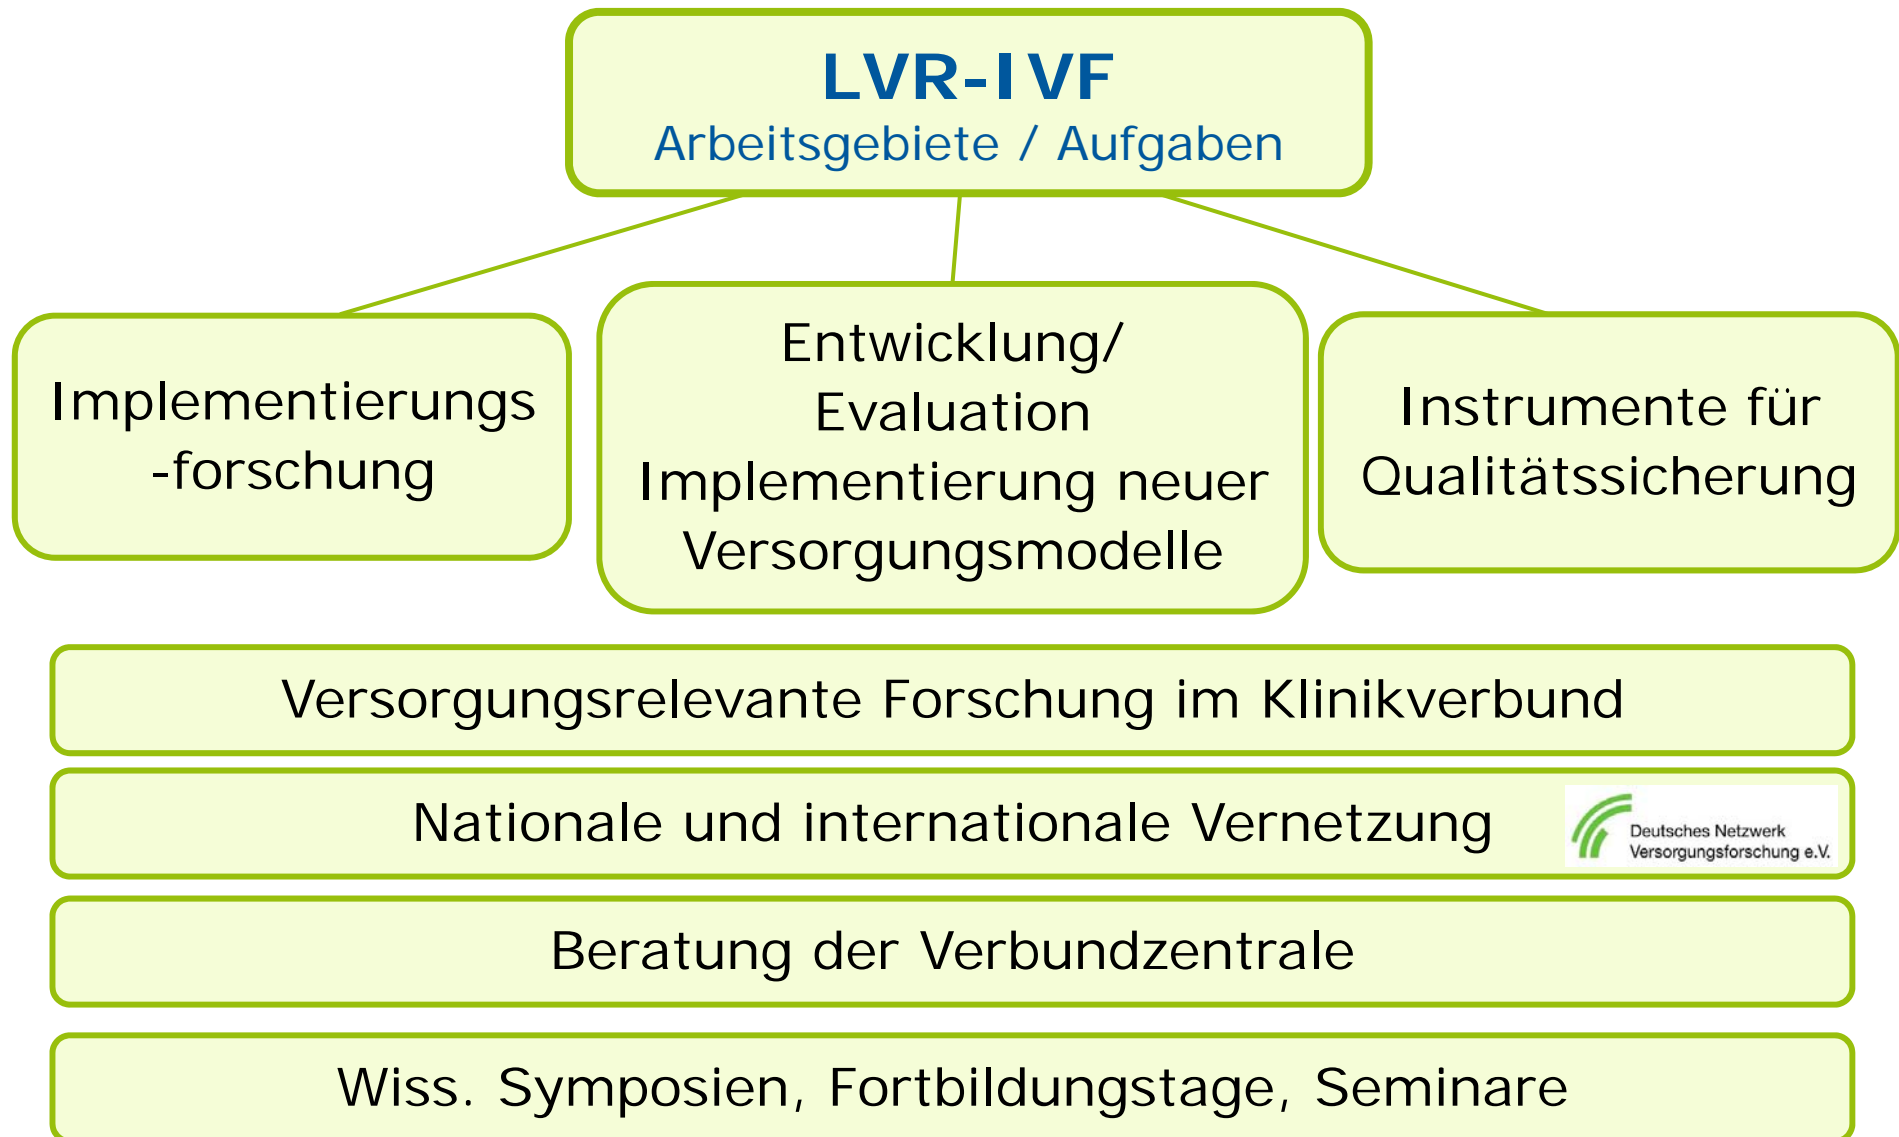 LVR-IVF
Arbeitsgebiete / Aufgaben
Implementierungs
-forschung
Entwicklung/
Evaluation
Implementierung neuer
Versorgungsmodelle
Instrumente für
Qualitätssicherung
Versorgungsrelevante Forschung im Klinikverbund
Nationale und internationale Vernetzung
Deutsches Netzwerk
Versorgungsforschung e.V.
Beratung der Verbundzentrale
Wiss. Symposien, Fortbildungstage, Seminare